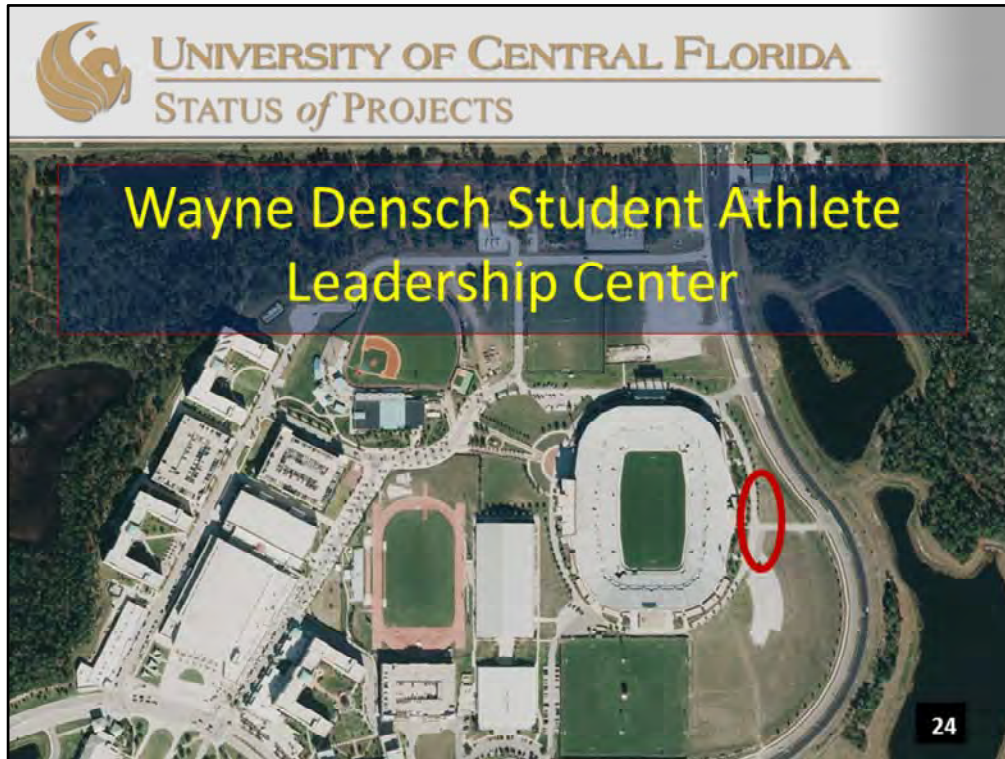 UNIVERSITY OF CENTRAL FLORIDA
STATUS of PROJECTS
Wayne Densch Student Athlete
Leadership Center
24